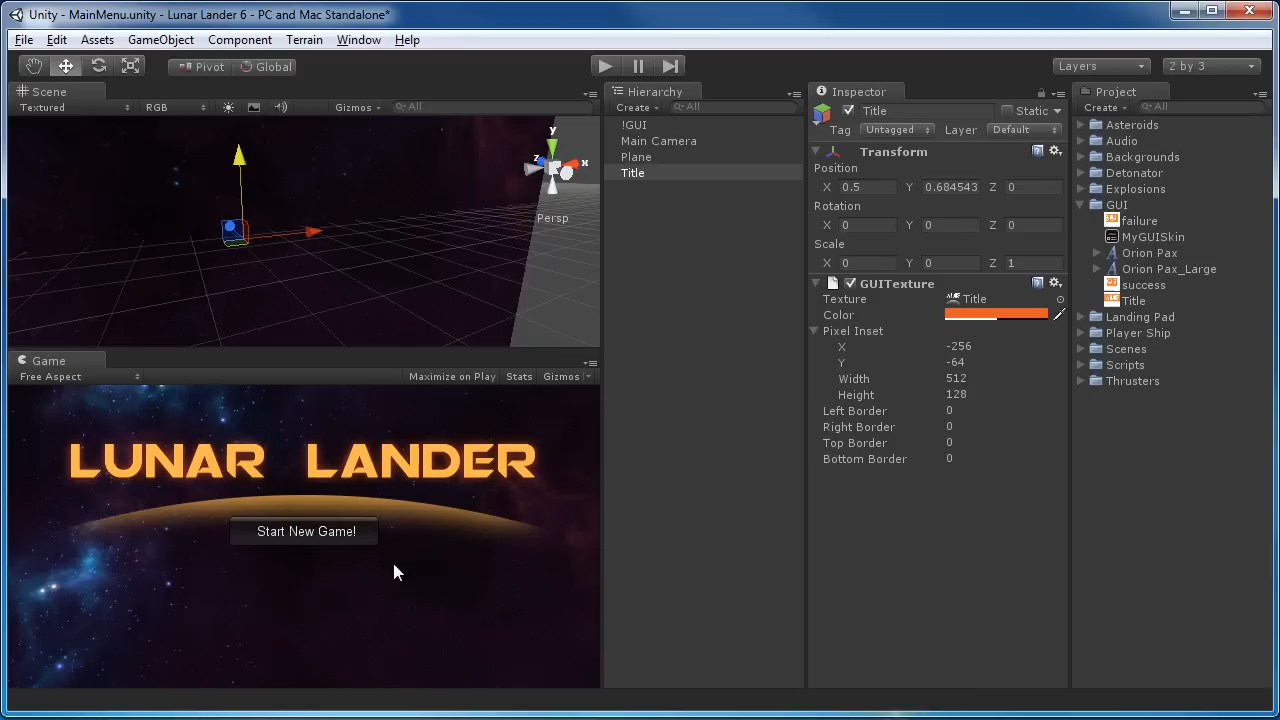 Unity - MainMenu.unity - Lunar Lander 6 - PC and Mac Standalone*
File Edit Assets GameObject Component Terrain Window Help
Pivot Global Layers 2 by 3
Scene
Textured RGB Gizmos All
y
z x
Persp
Game
Free Aspect Maximize on Play Stats Gizmos
LUNAR LANDER
Start New Game!
Hierarchy
Create All
!GUI
Main Camera
Plane
Title
Inspector
Title Static
Tag Untagged Layer Default
Transform
Position
X 0.5 Y 0.684543 Z 0
Rotation
X 0 Y 0 Z 0
Scale
X 0 Y 0 Z 1
GUITexture
Texture Title
Color
Pixel Inset
X -256
Y -64
Width 512
Height 128
Left Border 0
Right Border 0
Top Border 0
Bottom Border 0
Project
Create All
Asteroids
Audio
Backgrounds
Detonator
Explosions
GUI
failure
MyGUISkin
Orion Pax
Orion Pax_Large
success
Title
Landing Pad
Player Ship
Scenes
Scripts
Thrusters